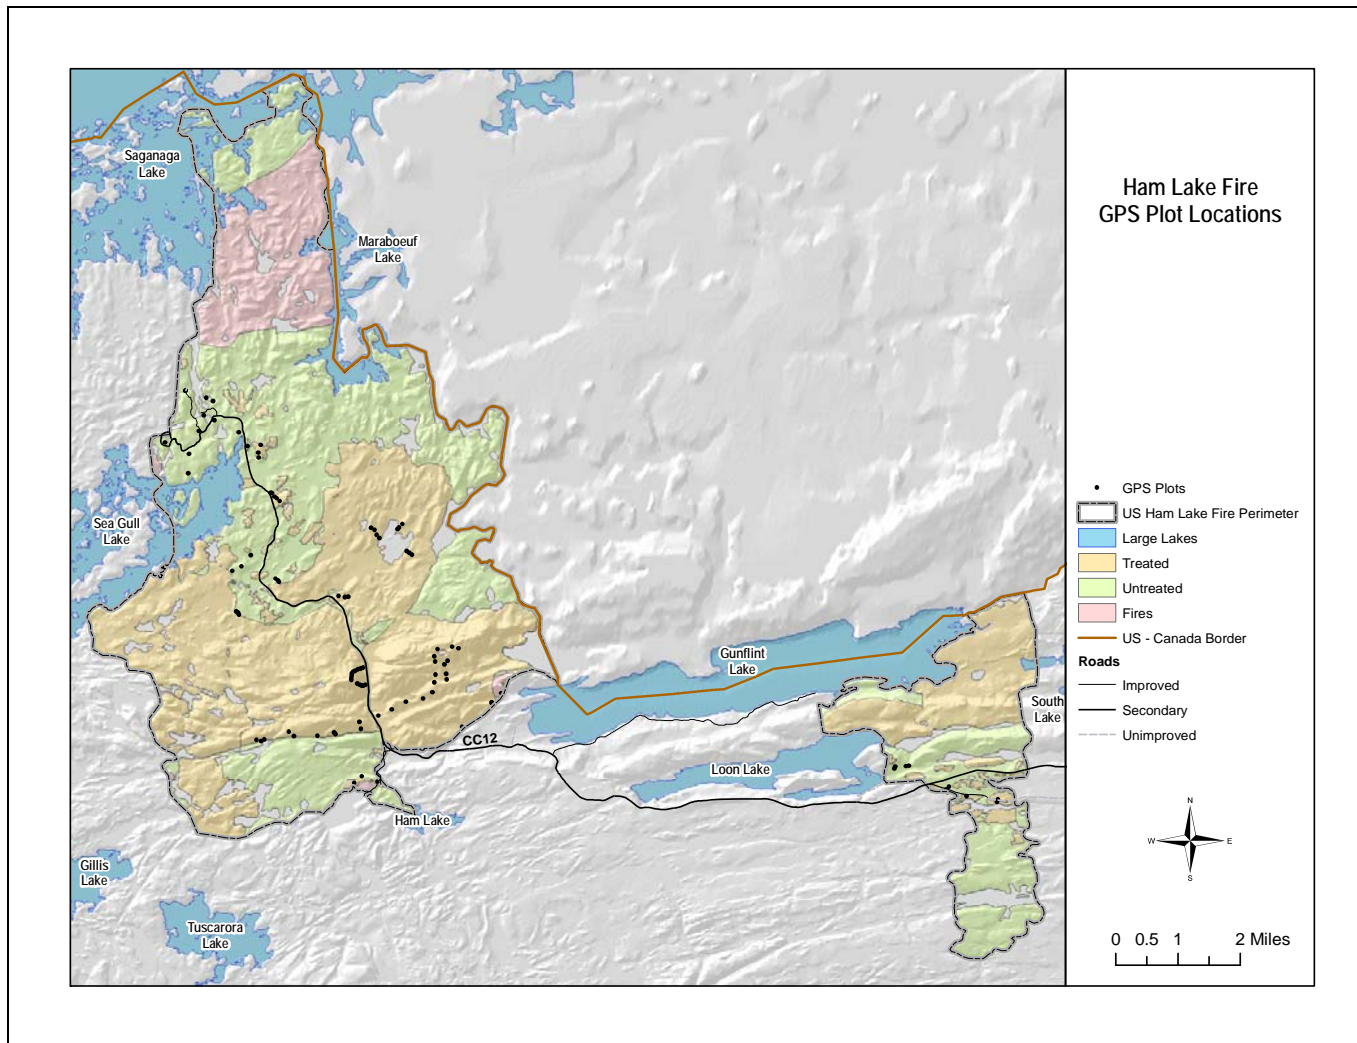 Ham Lake Fire
GPS Plot Locations
Saganaga
Lake
Maraboeuf
Lake
Sea Gull
Lake
Gunflint
Lake
South
Lake
CC12
Loon Lake
Ham Lake
Gillis
Lake
Tuscarora
Lake
GPS Plots
US Ham Lake Fire Perimeter
Large Lakes
Treated
Untreated
Fires
US - Canada Border
Roads
Improved
Secondary
Unimproved
N
W E
S
0 0.5 1 2 Miles